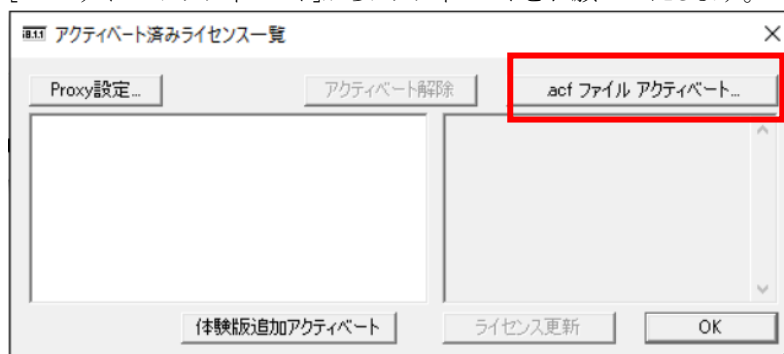 アクティベート済みライセンス一覧
Proxy設定... アクティベート解除 .acf ファイル アクティベート...
体験版追加アクティベート ライセンス更新 OK